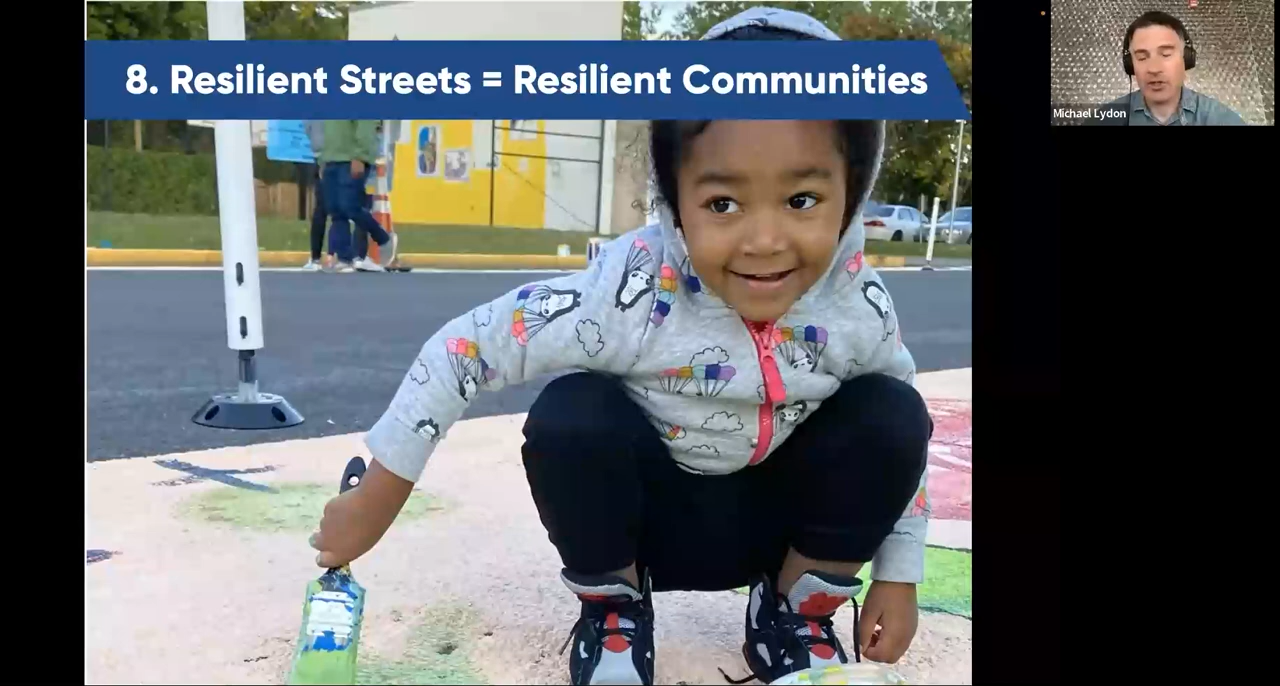 8. Resilient Streets = Resilient Communities
Michael Lydon